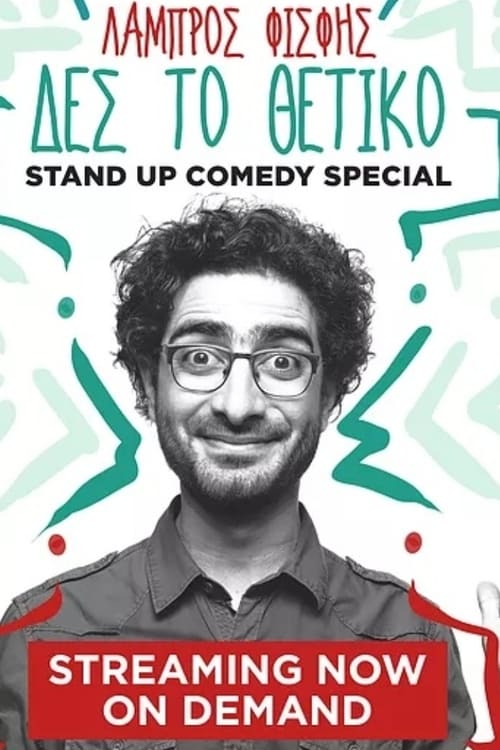 ΛΑΜΠΡΟΣ ΦΙΣΦΗΣ
ΔΕΣ ΤΟ ΘΕΤΙΚΟ
STAND UP COMEDY SPECIAL
STREAMING NOW
ON DEMAND